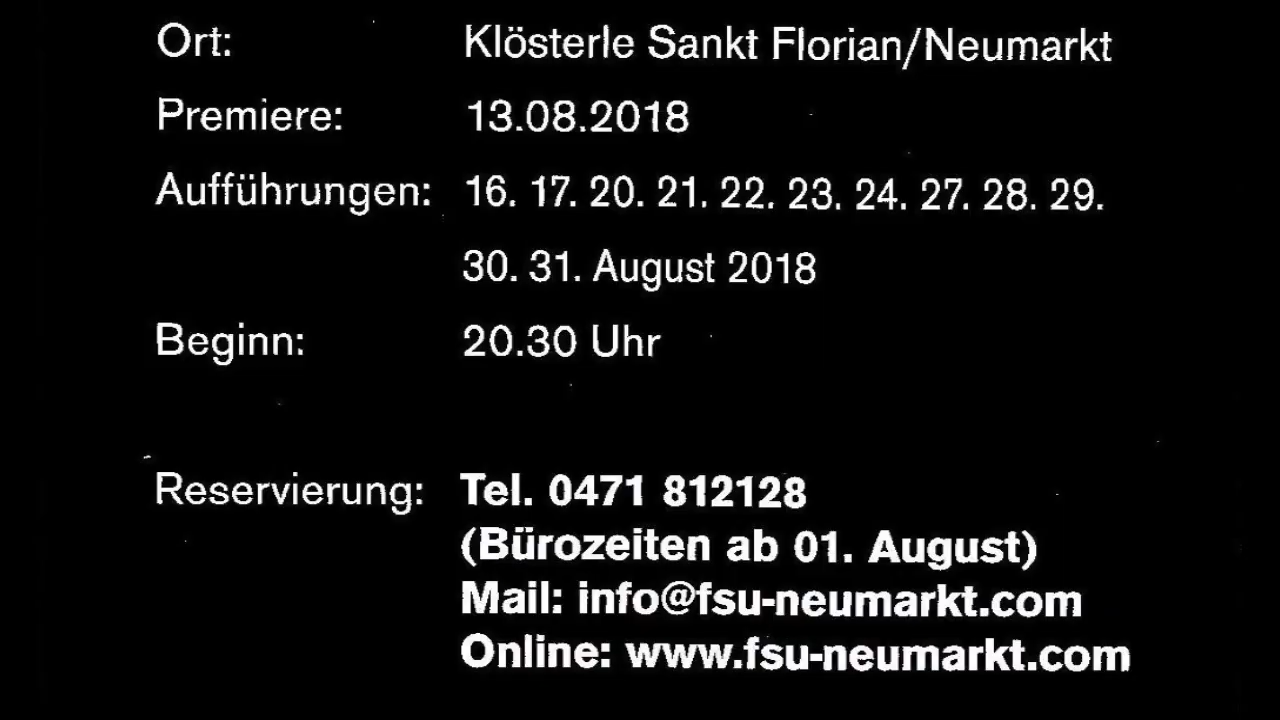 Ort: Klösterle Sankt Florian/Neumarkt
Premiere: 13.08.2018
Aufführungen: 16. 17. 20. 21. 22. 23. 24. 27. 28. 29.
30. 31. August 2018
Beginn: 20.30 Uhr
Reservierung: Tel. 0471 812128
(Bürozeiten ab 01. August)
Mail: info@fsu-neumarkt.com
Online: www.fsu-neumarkt.com